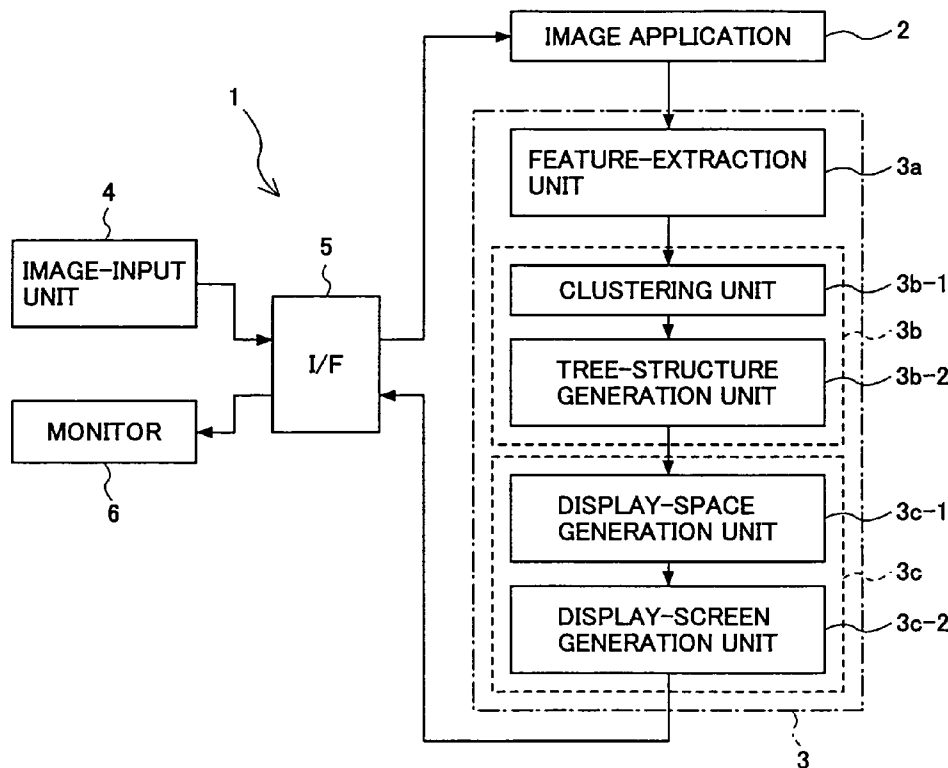 IMAGE APPLICATION
2
1
FEATURE-EXTRACTION
UNIT
3a
4
IMAGE-INPUT
UNIT
5
I/F
CLUSTERING UNIT
3b-1
3b
TREE-STRUCTURE
GENERATION UNIT
3b-2
MONITOR
6
DISPLAY-SPACE
GENERATION UNIT
3c-1
3c
DISPLAY-SCREEN
GENERATION UNIT
3c-2
3